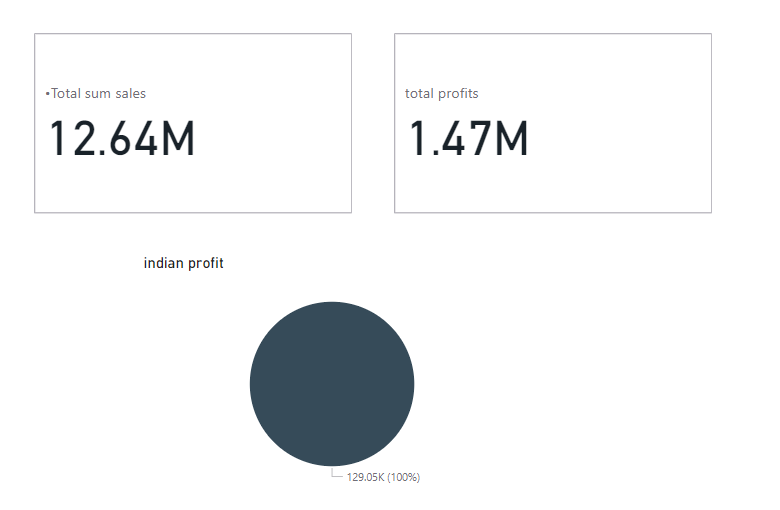 ▪Total sum sales
12.64M
total profits
1.47M
indian profit
129.05K (100%)